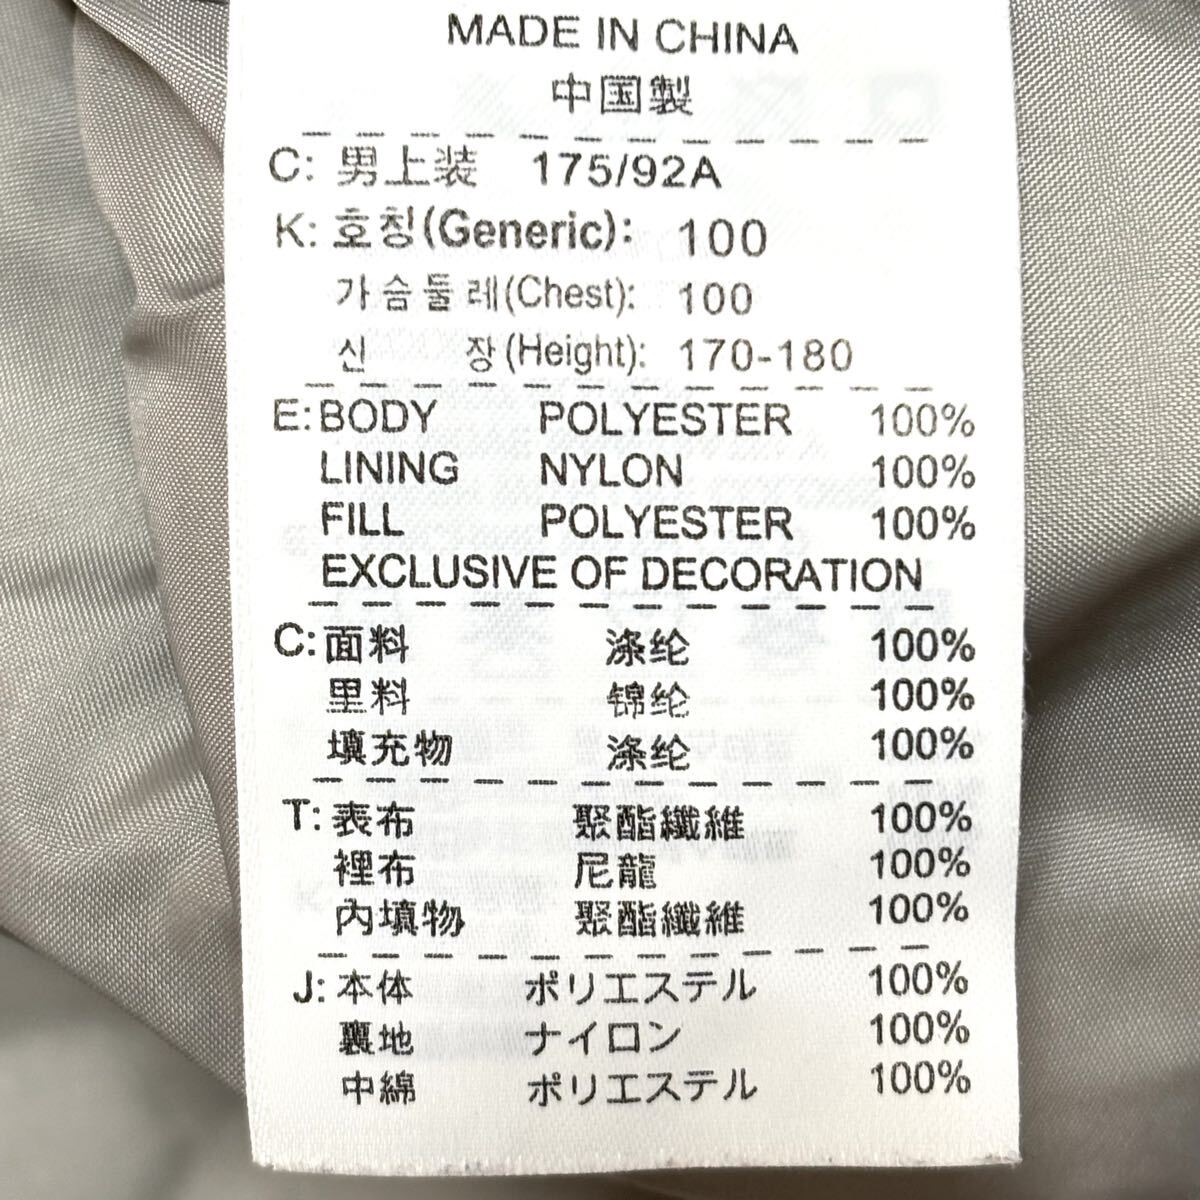 MADE IN CHINA
中国製
C: 男上装 175/92A
K: 호칭(Generic): 100
가슴둘레(Chest): 100
신 장(Height): 170-180
E: BODY POLYESTER 100%
LINING NYLON 100%
FILL POLYESTER 100%
EXCLUSIVE OF DECORATION
C: 面料 涤纶 100%
里料 锦纶 100%
填充物 涤纶 100%
T: 表布 聚酯纖維 100%
裡布 尼龍 100%
內填物 聚酯纖維 100%
J: 本体 ポリエステル 100%
裏地 ナイロン 100%
中綿 ポリエステル 100%